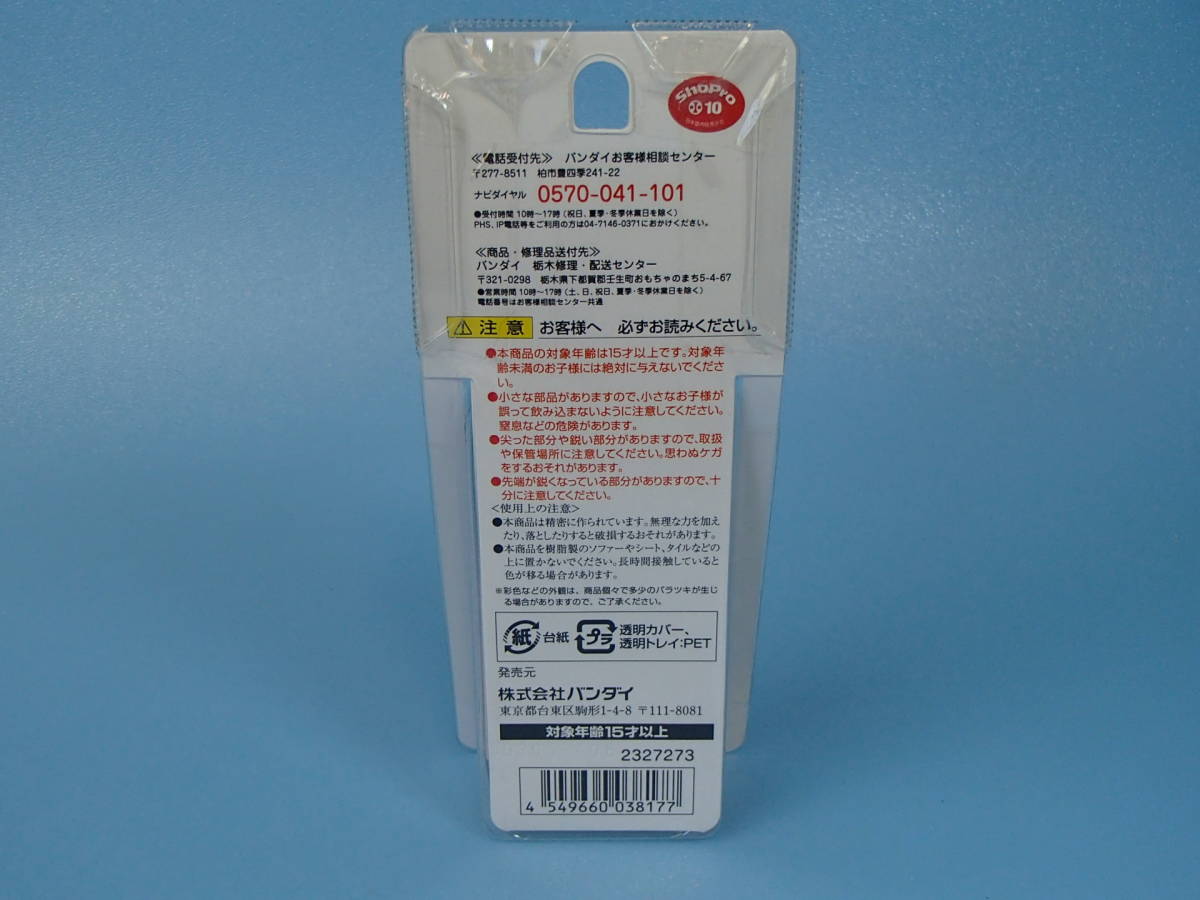 ShoPro
小 10
≪電話受付先≫ バンダイお客様相談センター
〒277-8511 柏市豊四季241-22
ナビダイヤル 0570-041-101
●受付時間 10時～17時（祝日、夏季・冬季休業日を除く）
PHS、IP電話等をご利用の方は04-7146-0371におかけください。
≪商品・修理品送付先≫
バンダイ 栃木修理・配送センター
〒321-0298 栃木県下都賀郡壬生町おもちゃのまち5-4-67
●営業時間 10時～17時（土、日、祝日、夏季・冬季休業日を除く）
電話番号はお客様相談センター共通
⚠注意 お客様へ 必ずお読みください。
●本商品の対象年齢は15才以上です。対象年
齢未満のお子様には絶対に与えないでくださ
い。
●小さな部品がありますので、小さなお子様が
誤って飲み込まないように注意してください。
窒息などの危険があります。
●尖った部分や鋭い部分がありますので、取扱
や保管場所に注意してください。思わぬケガ
をするおそれがあります。
●先端が鋭くなっている部分がありますので、十
分に注意してください。
＜使用上の注意＞
●本商品は精密に作られています。無理な力を加え
たり、落としたりすると破損するおそれがあります。
●本商品を樹脂製のソファーやシート、タイルなどの
上に置かないでください。長時間接触していると
色が移る場合があります。
※彩色などの外観は、商品個々で多少のバラツキが生じ
る場合がありますので、ご了承ください。
紙 台紙 プラ 透明カバー、
透明トレイ:PET
発売元
株式会社バンダイ
東京都台東区駒形1-4-8 〒111-8081
対象年齢15才以上
2327273
4 549660 038177